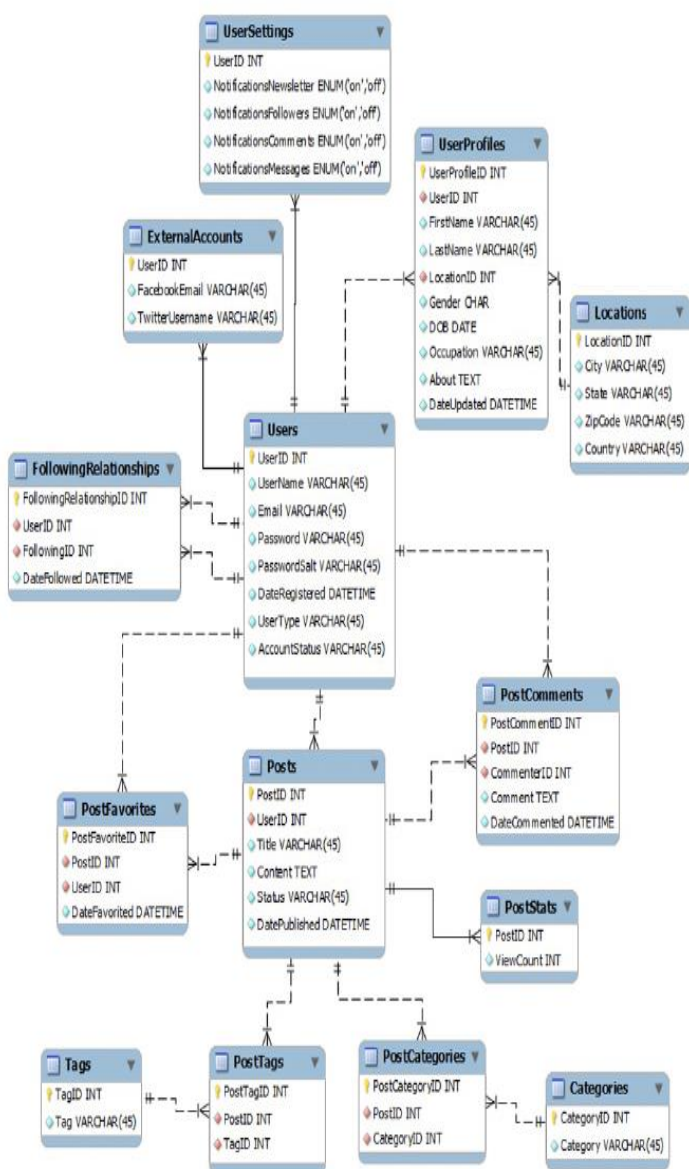 UserSettings
UserID INT
NotificationsNewsletter ENUM('on','off')
NotificationsFollowers ENUM('on','off')
NotificationsComments ENUM('on','off')
NotificationsMessages ENUM('on','off')
UserProfiles
UserProfileID INT
UserID INT
FirstName VARCHAR(45)
LastName VARCHAR(45)
LocationID INT
Gender CHAR
DOB DATE
Occupation VARCHAR(45)
About TEXT
DateUpdated DATETIME
ExternalAccounts
UserID INT
FacebookEmail VARCHAR(45)
TwitterUsername VARCHAR(45)
Locations
LocationID INT
City VARCHAR(45)
State VARCHAR(45)
ZipCode VARCHAR(45)
Country VARCHAR(45)
Users
UserID INT
UserName VARCHAR(45)
Email VARCHAR(45)
Password VARCHAR(45)
PasswordSalt VARCHAR(45)
DateRegistered DATETIME
UserType VARCHAR(45)
AccountStatus VARCHAR(45)
FollowingRelationships
FollowingRelationshipID INT
UserID INT
FollowingID INT
DateFollowed DATETIME
PostComments
PostCommentID INT
PostID INT
CommenterID INT
Comment TEXT
DateCommented DATETIME
Posts
PostID INT
UserID INT
Title VARCHAR(45)
Content TEXT
Status VARCHAR(45)
DatePublished DATETIME
PostFavorites
PostFavoriteID INT
PostID INT
UserID INT
DateFavorited DATETIME
PostStats
PostID INT
ViewCount INT
Tags
TagID INT
Tag VARCHAR(45)
PostTags
PostTagID INT
PostID INT
TagID INT
PostCategories
PostCategoryID INT
PostID INT
CategoryID INT
Categories
CategoryID INT
Category VARCHAR(45)